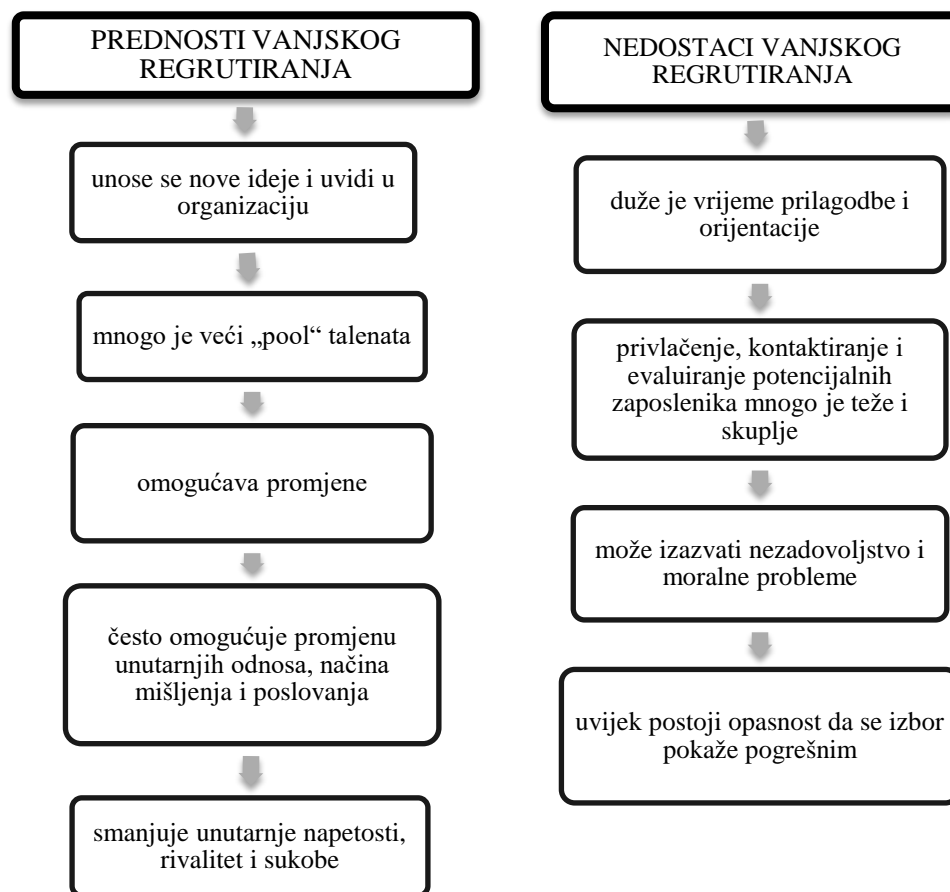 PREDNOSTI VANJSKOG
REGRUTIRANJA
unose se nove ideje i uvidi u
organizaciju
mnogo je veći „pool“ talenata
omogućava promjene
često omogućuje promjenu
unutarnjih odnosa, načina
mišljenja i poslovanja
smanjuje unutarnje napetosti,
rivalitet i sukobe
NEDOSTACI VANJSKOG
REGRUTIRANJA
duže je vrijeme prilagodbe i
orijentacije
privlačenje, kontaktiranje i
evaluiranje potencijalnih
zaposlenika mnogo je teže i
skuplje
može izazvati nezadovoljstvo i
moralne probleme
uvijek postoji opasnost da se izbor
pokaže pogrešnim